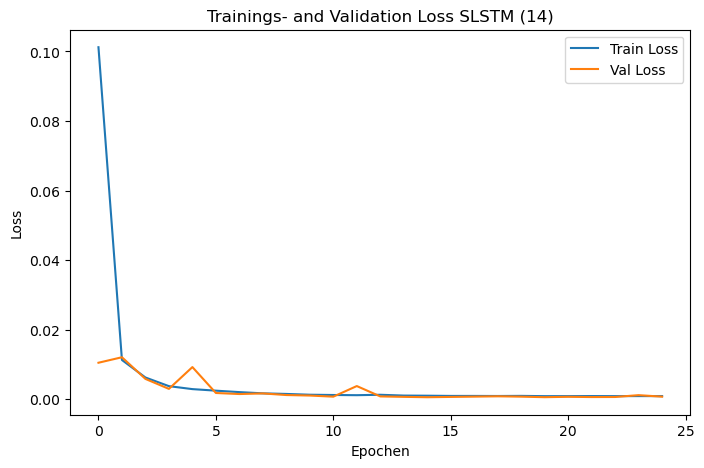 Trainings- and Validation Loss SLSTM (14)
Train Loss
Val Loss
Loss
0.10
0.08
0.06
0.04
0.02
0.00
0 5 10 15 20 25
Epochen